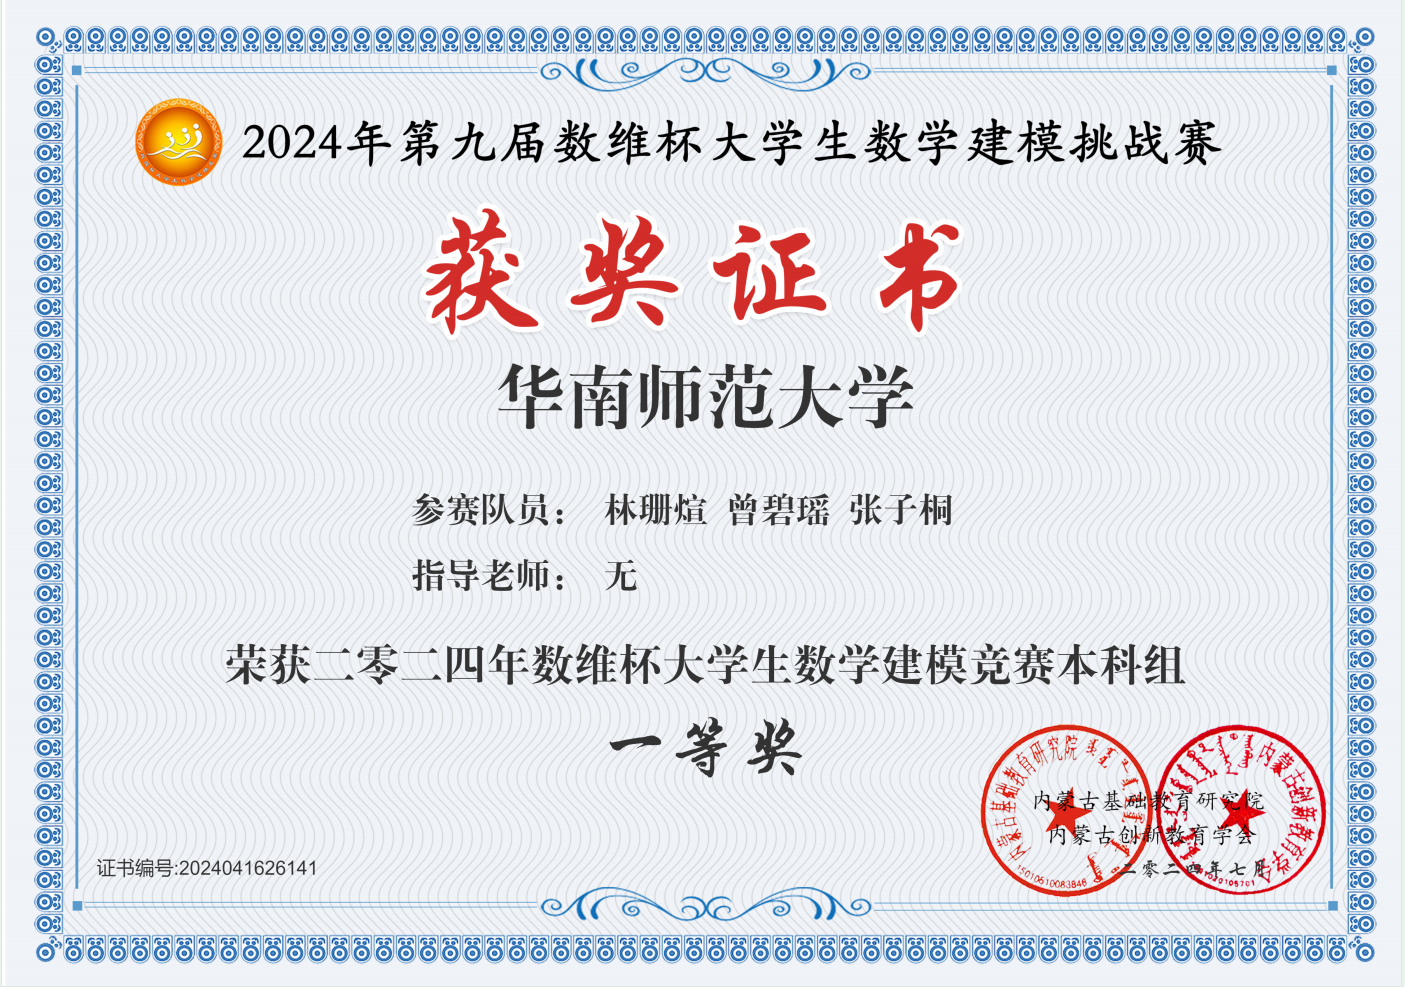 2024年第九届数维杯大学生数学建模挑战赛
获奖证书
华南师范大学
参赛队员： 林珊煊 曾碧瑶 张子桐
指导老师： 无
荣获二零二四年数维杯大学生数学建模竞赛本科组
一等奖
内蒙古基础教育研究院
内蒙古创新教育学会
二零二四年七月
证书编号:2024041626141
内蒙古基础教育研究院
15010510083846
内蒙古创新教育学会